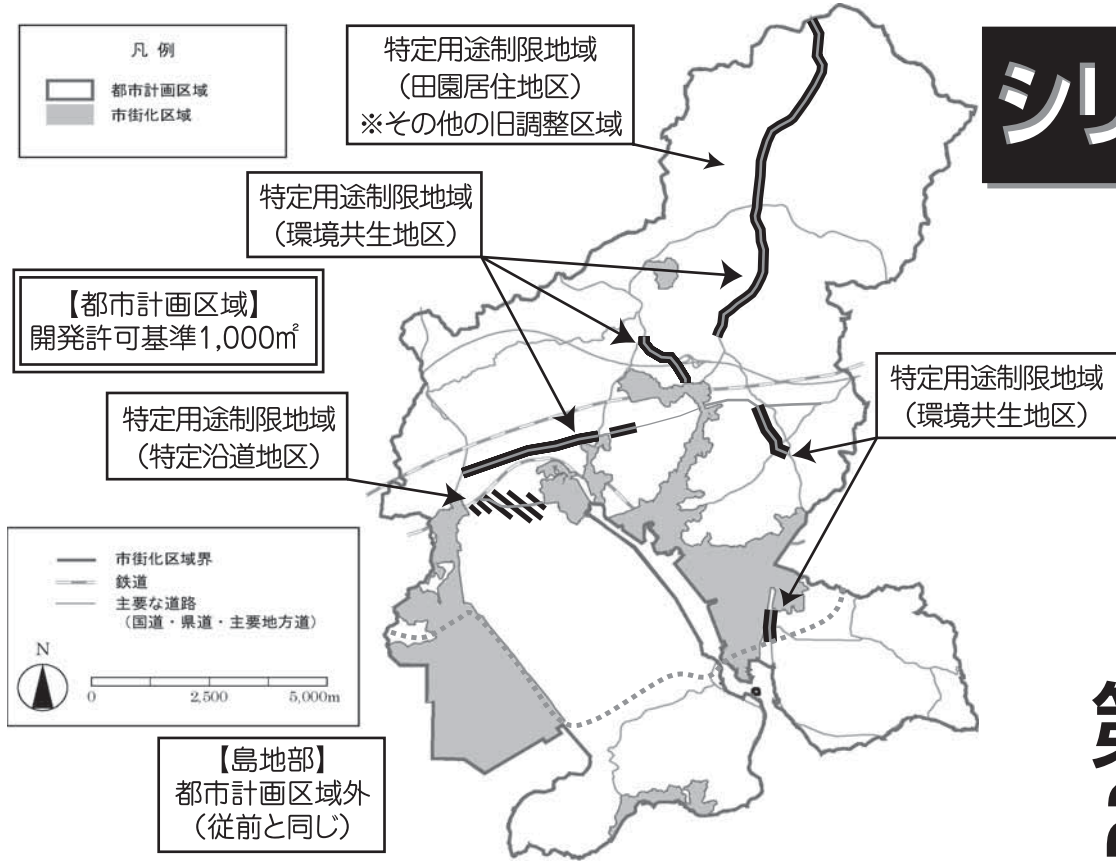 凡 例
都市計画区域
市街化区域
特定用途制限地域
（田園居住地区）
※その他の旧調整区域
シリ
特定用途制限地域
（環境共生地区）
【都市計画区域】
開発許可基準1,000㎡
特定用途制限地域
（環境共生地区）
特定用途制限地域
（特定沿道地区）
市街化区域界
鉄道
主要な道路
（国道・県道・主要地方道）
N
0 2,500 5,000m
【島地部】
都市計画区域外
（従前と同じ）